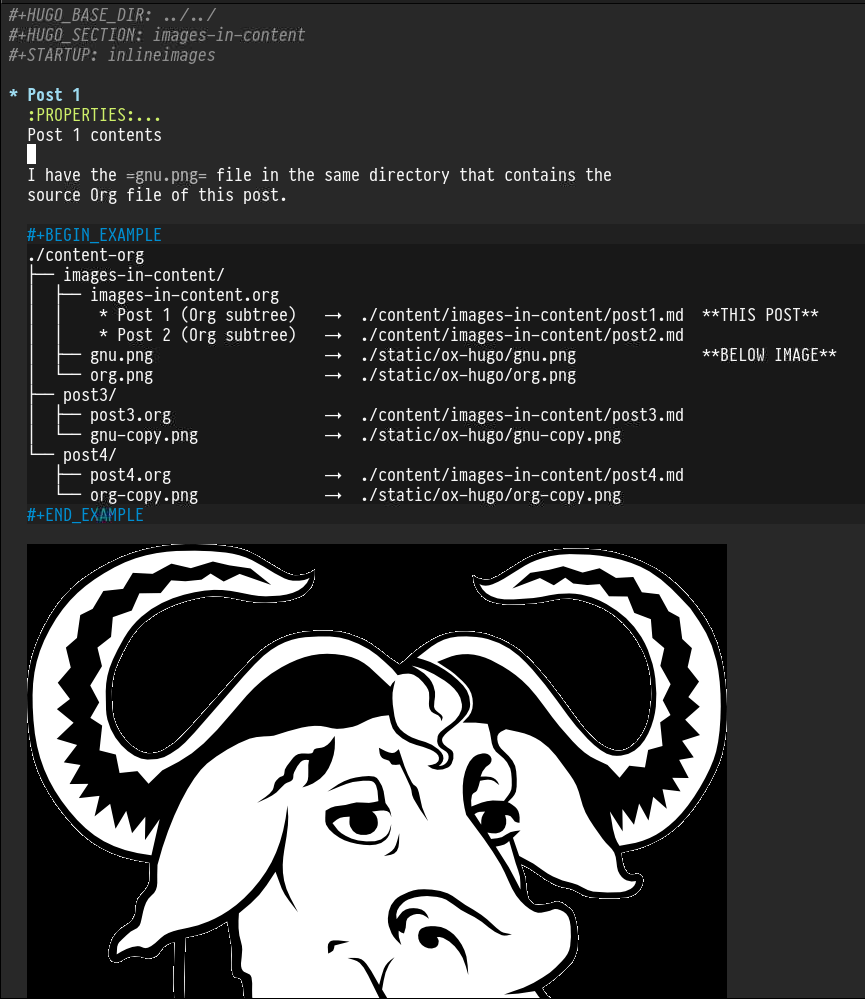 #+HUGO_BASE_DIR: ../../
#+HUGO_SECTION: images-in-content
#+STARTUP: inlineimages
* Post 1
:PROPERTIES:...
Post 1 contents
I have the =gnu.png= file in the same directory that contains the
source Org file of this post.
#+BEGIN_EXAMPLE
./content-org
├── images-in-content/
│  ├── images-in-content.org
│  │    * Post 1 (Org subtree)   ⟶  ./content/images-in-content/post1.md  **THIS POST**
│  │    * Post 2 (Org subtree)   ⟶  ./content/images-in-content/post2.md
│  ├── gnu.png                   ⟶  ./static/ox-hugo/gnu.png              **BELOW IMAGE**
│  └── org.png                   ⟶  ./static/ox-hugo/org.png
├── post3/
│  ├── post3.org                 ⟶  ./content/images-in-content/post3.md
│  └── gnu-copy.png              ⟶  ./static/ox-hugo/gnu-copy.png
└── post4/
   ├── post4.org                 ⟶  ./content/images-in-content/post4.md
   └── org-copy.png              ⟶  ./static/ox-hugo/org-copy.png
#+END_EXAMPLE